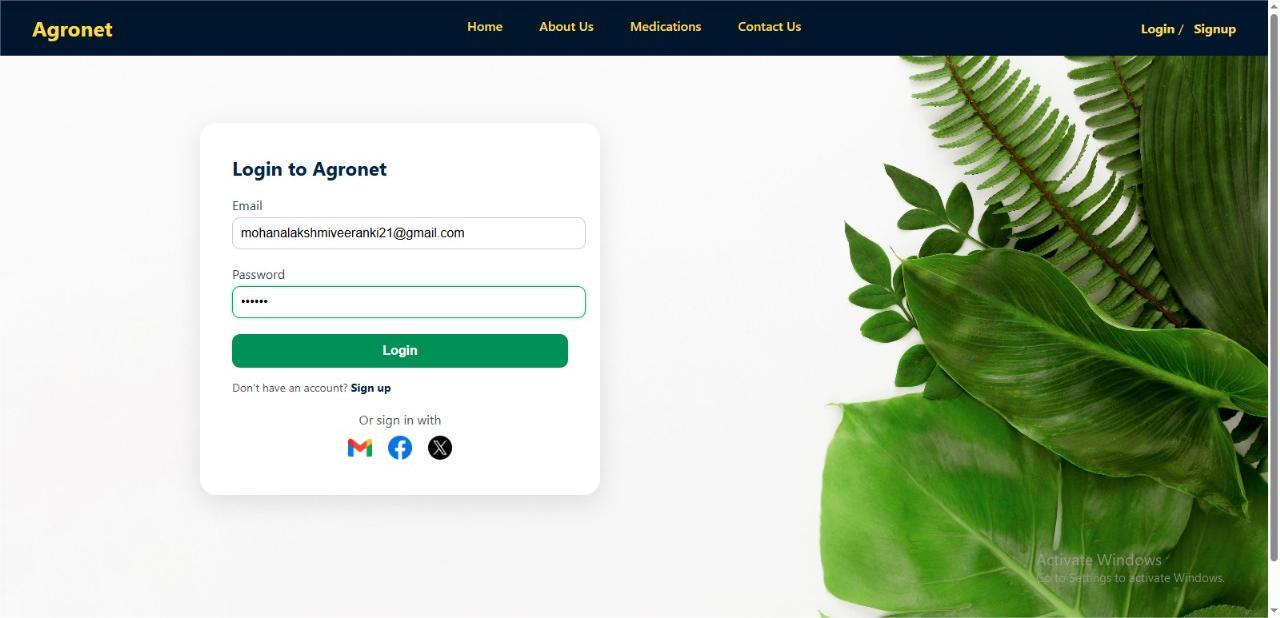 Agronet
Home About Us Medications Contact Us
Login / Signup
Login to Agronet
Email
mohanalakshmiveeranki21@gmail.com
Password
••••••
Login
Don't have an account? Sign up
Or sign in with
Activate Windows
Go to Settings to activate Windows.